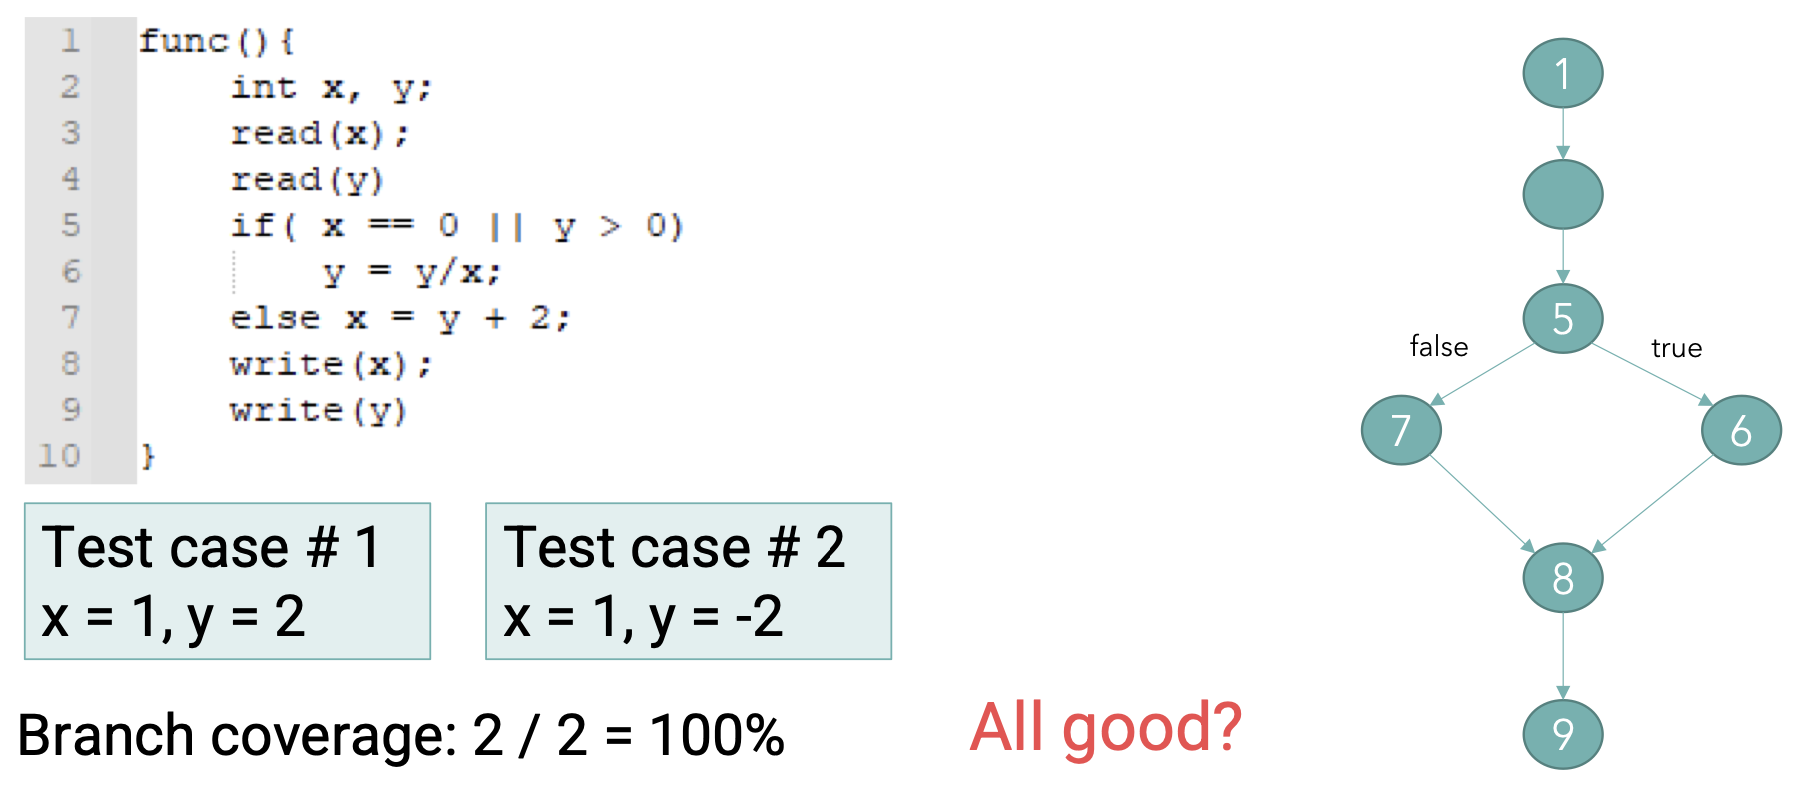 1 func(){
2 int x, y;
3 read(x);
4 read(y)
5 if( x == 0 || y > 0)
6 y = y/x;
7 else x = y + 2;
8 write(x);
9 write(y)
10 }
Test case # 1
x = 1, y = 2
Test case # 2
x = 1, y = -2
Branch coverage: 2 / 2 = 100%
All good?
1
5
false
true
7
6
8
9